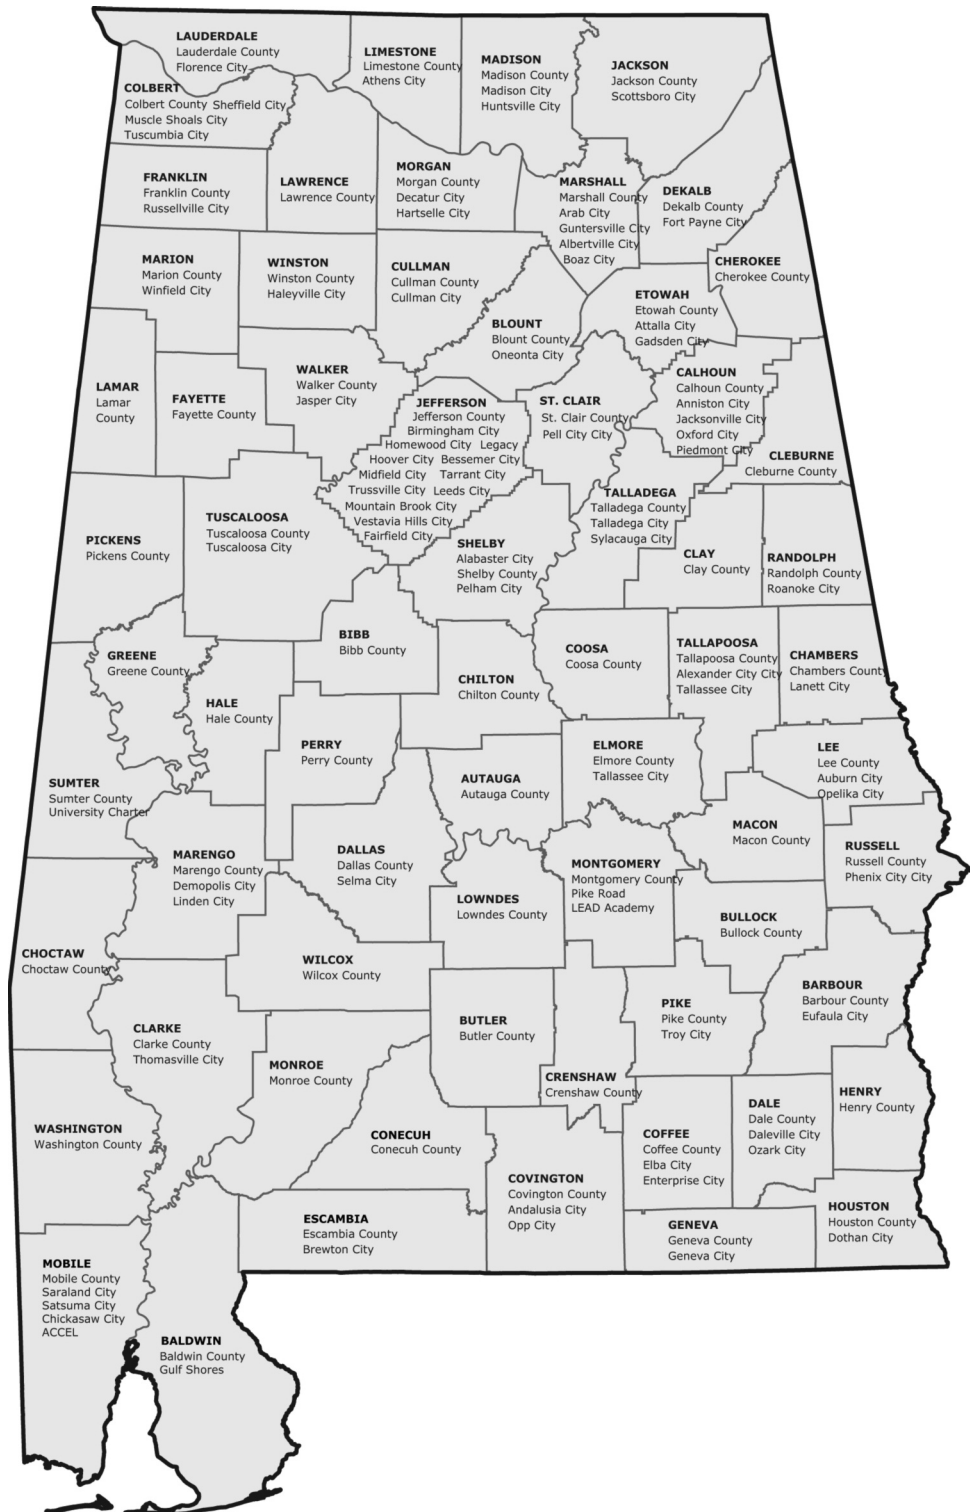 LAUDERDALE
Lauderdale County
Florence City
LIMESTONE
Limestone County
Athens City
MADISON
Madison County
Madison City
Huntsville City
JACKSON
Jackson County
Scottsboro City
COLBERT
Colbert County Sheffield City
Muscle Shoals City
Tuscumbia City
FRANKLIN
Franklin County
Russellville City
LAWRENCE
Lawrence County
MORGAN
Morgan County
Decatur City
Hartselle City
MARSHALL
Marshall County
Arab City
Guntersville City
Albertville City
Boaz City
DEKALB
Dekalb County
Fort Payne City
CHEROKEE
Cherokee County
MARION
Marion County
Winfield City
WINSTON
Winston County
Haleyville City
CULLMAN
Cullman County
Cullman City
BLOUNT
Blount County
Oneonta City
ETOWAH
Etowah County
Attalla City
Gadsden City
LAMAR
Lamar
County
FAYETTE
Fayette County
WALKER
Walker County
Jasper City
JEFFERSON
Jefferson County
Birmingham City
Homewood City Legacy
Hoover City Bessemer City
Midfield City Tarrant City
Trussville City Leeds City
Mountain Brook City
Vestavia Hills City
Fairfield City
ST. CLAIR
St. Clair County
Pell City City
CALHOUN
Calhoun County
Anniston City
Jacksonville City
Oxford City
Piedmont City
CLEBURNE
Cleburne County
PICKENS
Pickens County
TUSCALOOSA
Tuscaloosa County
Tuscaloosa City
SHELBY
Alabaster City
Shelby County
Pelham City
TALLADEGA
Talladega County
Talladega City
Sylacauga City
CLAY
Clay County
RANDOLPH
Randolph County
Roanoke City
GREENE
Greene County
HALE
Hale County
BIBB
Bibb County
CHILTON
Chilton County
COOSA
Coosa County
TALLAPOOSA
Tallapoosa County
Alexander City City
Tallassee City
CHAMBERS
Chambers County
Lanett City
SUMTER
Sumter County
University Charter
PERRY
Perry County
AUTAUGA
Autauga County
ELMORE
Elmore County
Tallassee City
LEE
Lee County
Auburn City
Opelika City
MARENGO
Marengo County
Demopolis City
Linden City
DALLAS
Dallas County
Selma City
LOWNDES
Lowndes County
MONTGOMERY
Montgomery County
Pike Road
LEAD Academy
MACON
Macon County
RUSSELL
Russell County
Phenix City City
CHOCTAW
Choctaw County
WILCOX
Wilcox County
BULLOCK
Bullock County
CLARKE
Clarke County
Thomasville City
MONROE
Monroe County
BUTLER
Butler County
CRENSHAW
Crenshaw County
PIKE
Pike County
Troy City
BARBOUR
Barbour County
Eufaula City
WASHINGTON
Washington County
CONECUH
Conecuh County
COVINGTON
Covington County
Andalusia City
Opp City
COFFEE
Coffee County
Elba City
Enterprise City
DALE
Dale County
Daleville City
Ozark City
HENRY
Henry County
ESCAMBIA
Escambia County
Brewton City
GENEVA
Geneva County
Geneva City
HOUSTON
Houston County
Dothan City
MOBILE
Mobile County
Saraland City
Satsuma City
Chickasaw City
ACCEL
BALDWIN
Baldwin County
Gulf Shores